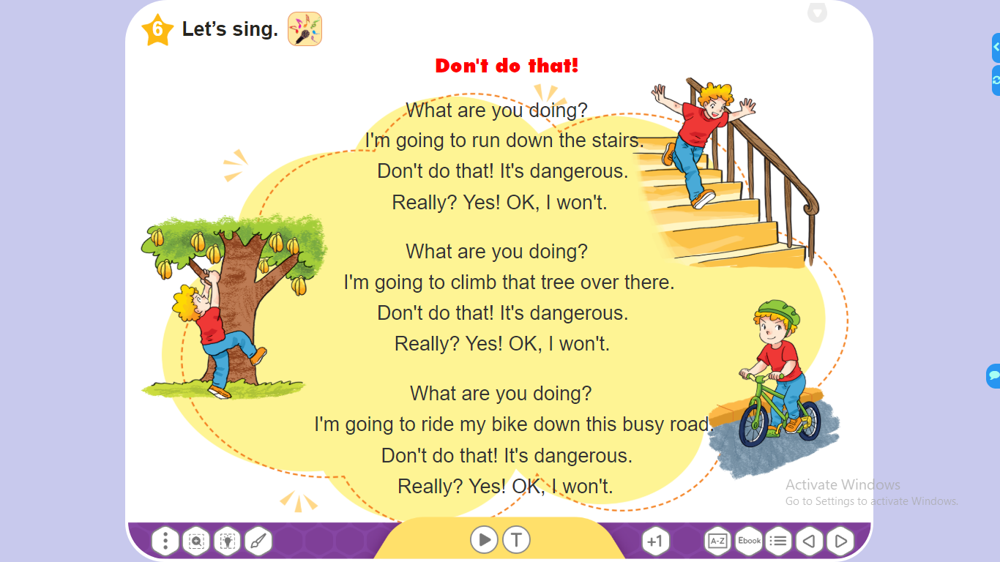 6 Let's sing.
Don't do that!
What are you doing?
I'm going to run down the stairs.
Don't do that! It's dangerous.
Really? Yes! OK, I won't.
What are you doing?
I'm going to climb that tree over there.
Don't do that! It's dangerous.
Really? Yes! OK, I won't.
What are you doing?
I'm going to ride my bike down this busy road.
Don't do that! It's dangerous.
Really? Yes! OK, I won't.
Activate Windows
Go to Settings to activate Windows.
T
+1
A-Z
Ebook